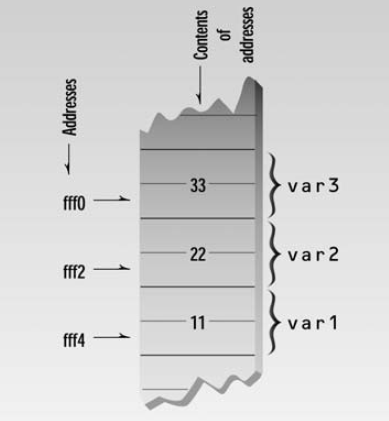 Contents
of
addresses
Addresses
33
var3
fff0
22
var2
fff2
11
var1
fff4